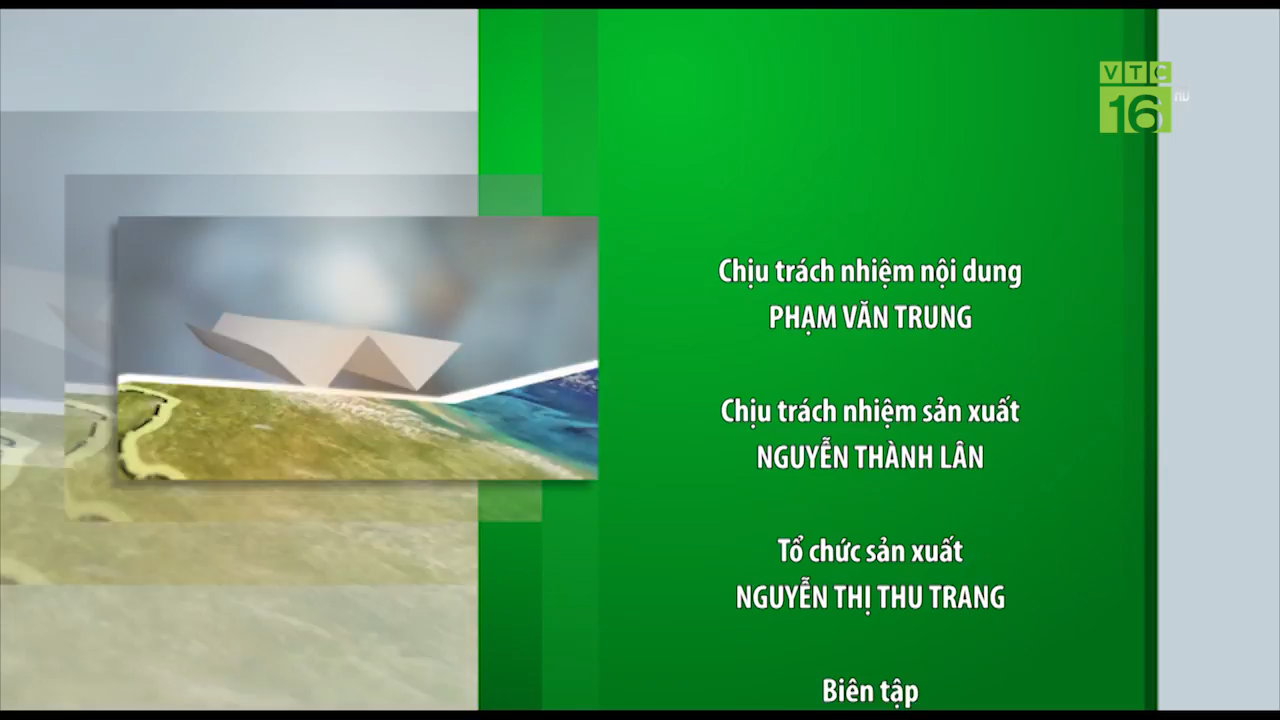 VTC
16
HD
Chịu trách nhiệm nội dung
PHẠM VĂN TRUNG
Chịu trách nhiệm sản xuất
NGUYỄN THÀNH LÂN
Tổ chức sản xuất
NGUYỄN THỊ THU TRANG
Biên tập